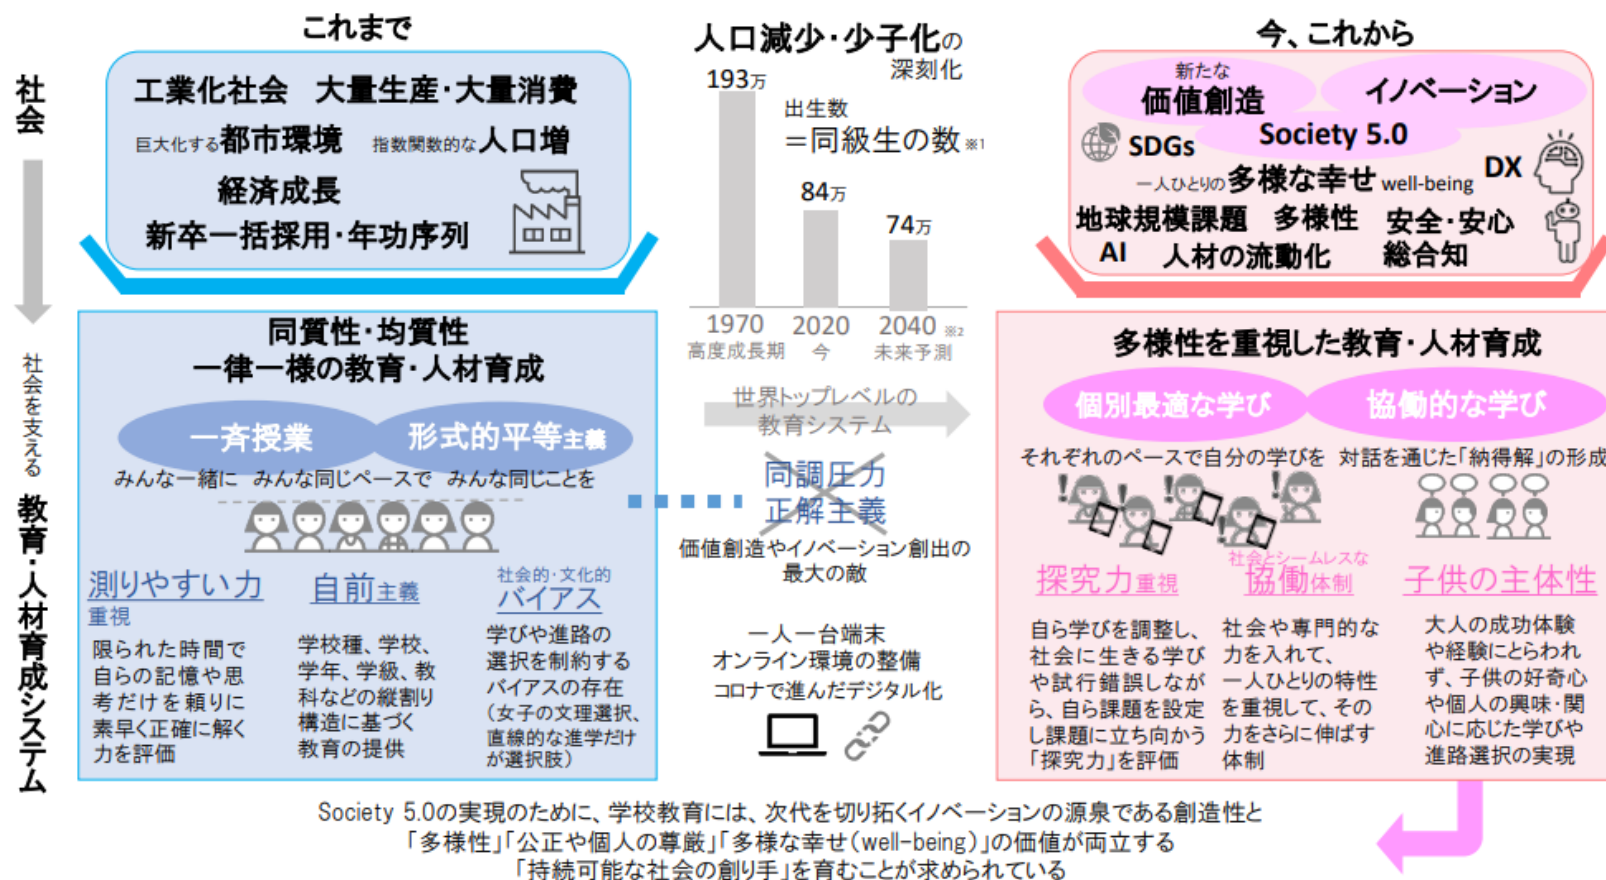 これまで
社会
工業化社会 大量生産・大量消費
巨大化する都市環境 指数関数的な人口増
経済成長
新卒一括採用・年功序列
人口減少・少子化の
深刻化
193万
出生数
＝同級生の数※1
84万
74万
1970 2020 2040 ※2
高度成長期 今 未来予測
今、これから
新たな
価値創造
イノベーション
Society 5.0
SDGs
DX
一人ひとりの多様な幸せ well-being
地球規模課題 多様性 安全・安心
AI 人材の流動化 総合知
社会を支える
教育・人材育成システム
同質性・均質性
一律一様の教育・人材育成
一斉授業 形式的平等主義
みんな一緒に みんな同じペースで みんな同じことを
測りやすい力
重視
限られた時間で
自らの記憶や思
考だけを頼りに
素早く正確に解く
力を評価
自前主義
学校種、学校、
学年、学級、教
科などの縦割り
構造に基づく
教育の提供
社会的・文化的
バイアス
学びや進路の
選択を制約する
バイアスの存在
（女子の文理選択、
直線的な進学だけ
が選択肢）
世界トップレベルの
教育システム
同調圧力
正解主義
価値創造やイノベーション創出の
最大の敵
一人一台端末
オンライン環境の整備
コロナで進んだデジタル化
多様性を重視した教育・人材育成
個別最適な学び 協働的な学び
それぞれのペースで自分の学びを 対話を通じた「納得解」の形成
探究力重視
自ら学びを調整し、
社会に生きる学び
や試行錯誤しなが
ら、自ら課題を設定
し課題に立ち向かう
「探究力」を評価
社会とシームレスな
協働体制
社会や専門的な
力を入れて、
一人ひとりの特性
を重視して、その
力をさらに伸ばす
体制
子供の主体性
大人の成功体験
や経験にとらわれ
ず、子供の好奇心
や個人の興味・関
心に応じた学びや
進路選択の実現
Society 5.0の実現のために、学校教育には、次代を切り拓くイノベーションの源泉である創造性と
「多様性」「公正や個人の尊厳」「多様な幸せ（well-being）」の価値が両立する
「持続可能な社会の創り手」を育むことが求められている